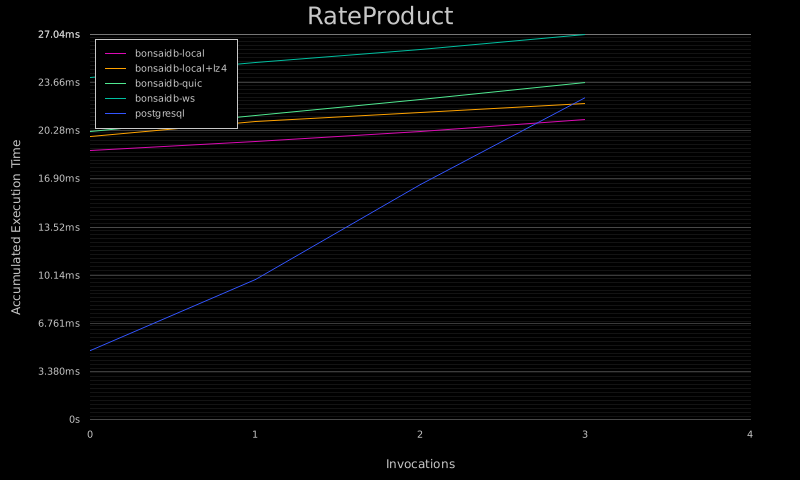 RateProduct
27.04ms
23.66ms
20.28ms
16.90ms
13.52ms
10.14ms
6.761ms
3.380ms
0s
bonsaidb-local
bonsaidb-local+lz4
bonsaidb-quic
bonsaidb-ws
postgresql
Accumulated Execution Time
0 1 2 3 4
Invocations